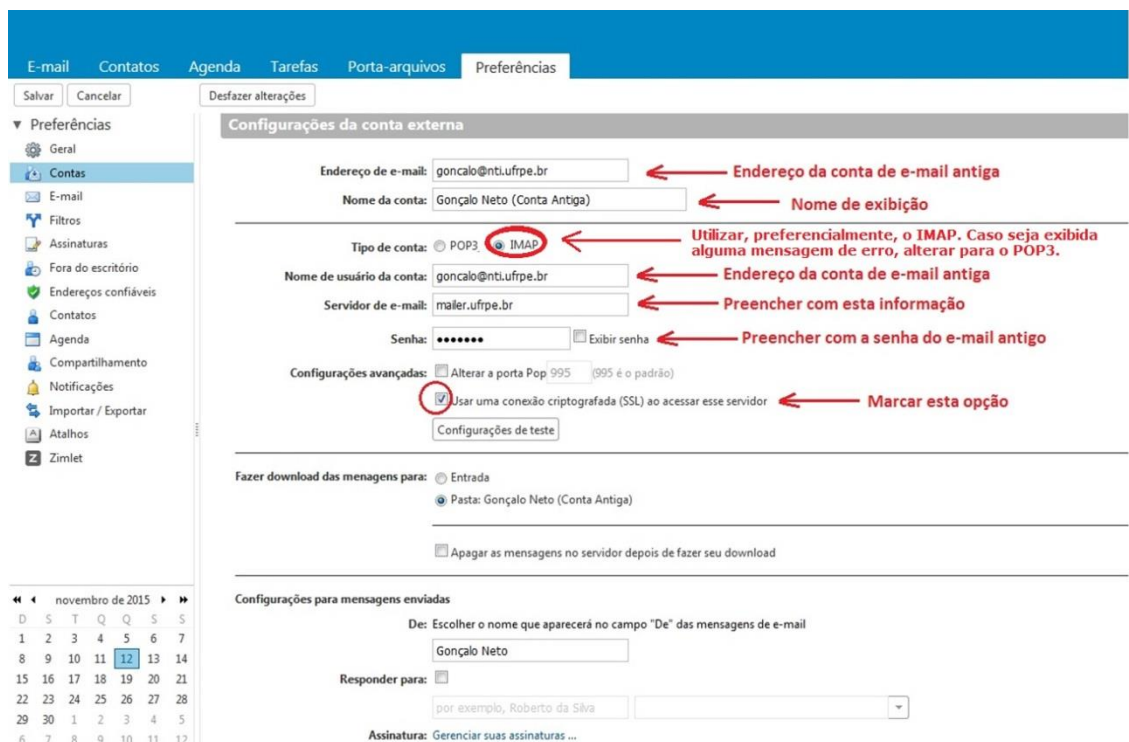 E-mail Contatos Agenda Tarefas Porta-arquivos Preferências
Salvar Cancelar Desfazer alterações
Preferências
Geral
Contas
E-mail
Filtros
Assinaturas
Fora do escritório
Endereços confiáveis
Contatos
Agenda
Compartilhamento
Notificações
Importar / Exportar
Atalhos
Zimlet
novembro de 2015
D S T Q Q S S
1 2 3 4 5 6 7
8 9 10 11 12 13 14
15 16 17 18 19 20 21
22 23 24 25 26 27 28
29 30 1 2 3 4 5
6 7 8 9 10 11 12
Configurações da conta externa
Endereço de e-mail: goncalo@nti.ufrpe.br Endereço da conta de e-mail antiga
Nome da conta: Gonçalo Neto (Conta Antiga) Nome de exibição
Tipo de conta: POP3 IMAP Utilizar, preferencialmente, o IMAP. Caso seja exibida
alguma mensagem de erro, alterar para o POP3.
Nome de usuário da conta: goncalo@nti.ufrpe.br Endereço da conta de e-mail antiga
Servidor de e-mail: mailer.ufrpe.br Preencher com esta informação
Senha: ••••••• Exibir senha Preencher com a senha do e-mail antigo
Configurações avançadas: Alterar a porta Pop 995 (995 é o padrão)
Usar uma conexão criptografada (SSL) ao acessar esse servidor Marcar esta opção
Configurações de teste
Fazer download das menagens para: Entrada
Pasta: Gonçalo Neto (Conta Antiga)
Apagar as mensagens no servidor depois de fazer seu download
Configurações para mensagens enviadas
De: Escolher o nome que aparecerá no campo "De" das mensagens de e-mail
Gonçalo Neto
Responder para:
por exemplo, Roberto da Silva
Assinatura: Gerenciar suas assinaturas ...